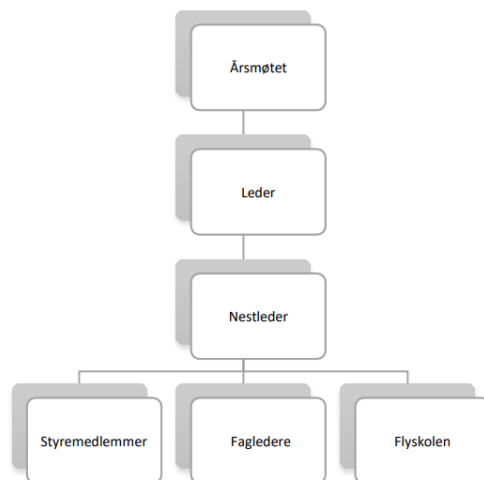 Årsmøtet
Leder
Nestleder
Styremedlemmer
Fagledere
Flyskolen